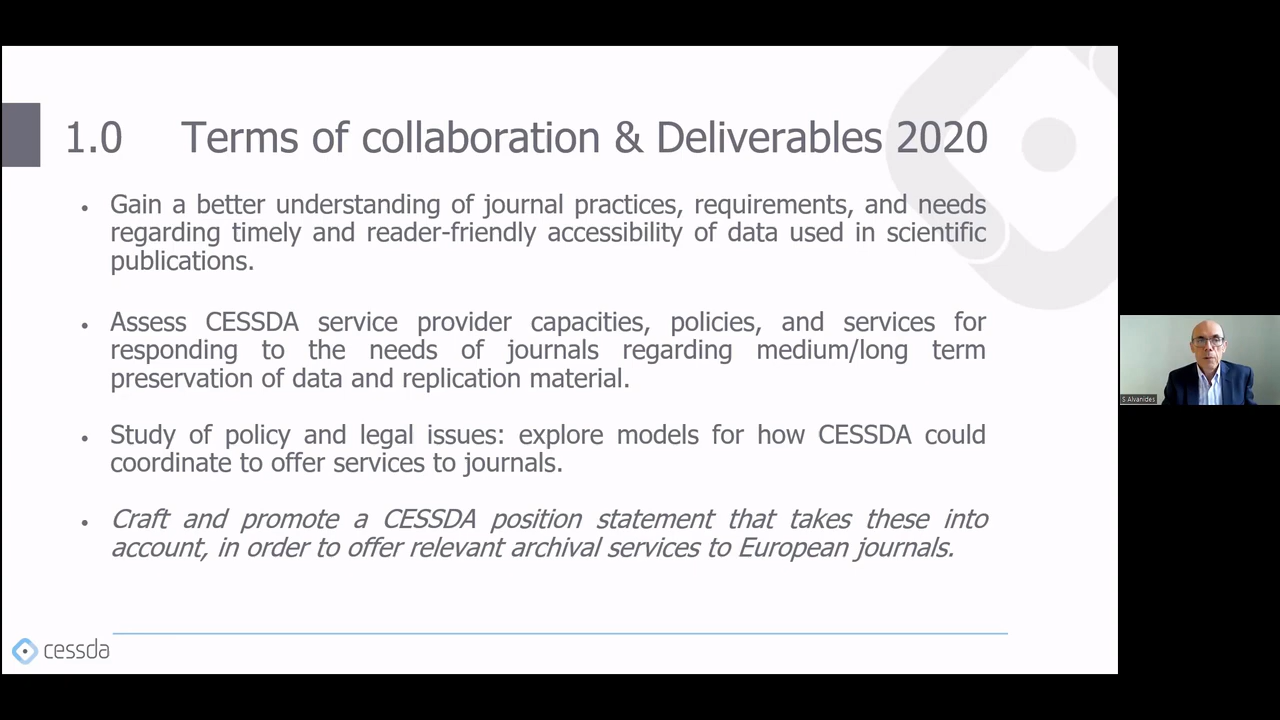 1.0 Terms of collaboration & Deliverables 2020
• Gain a better understanding of journal practices, requirements, and needs
regarding timely and reader-friendly accessibility of data used in scientific
publications.
• Assess CESSDA service provider capacities, policies, and services for
responding to the needs of journals regarding medium/long term
preservation of data and replication material.
• Study of policy and legal issues: explore models for how CESSDA could
coordinate to offer services to journals.
• Craft and promote a CESSDA position statement that takes these into
account, in order to offer relevant archival services to European journals.
cessda
S Alvanides